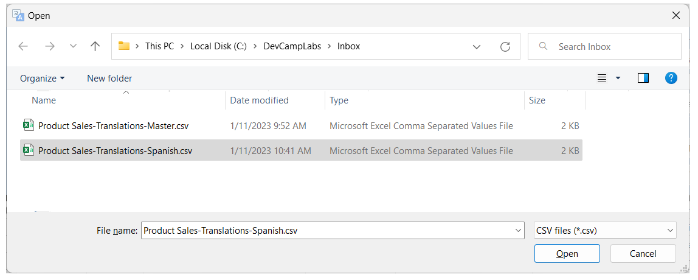 Open
This PC > Local Disk (C:) > DevCampLabs > Inbox
Search Inbox
Organize New folder
Name Date modified Type Size
Product Sales-Translations-Master.csv 1/11/2023 9:52 AM Microsoft Excel Comma Separated Values File 2 KB
Product Sales-Translations-Spanish.csv 1/11/2023 10:41 AM Microsoft Excel Comma Separated Values File 2 KB
File name: Product Sales-Translations-Spanish.csv CSV files (*.csv)
Open Cancel